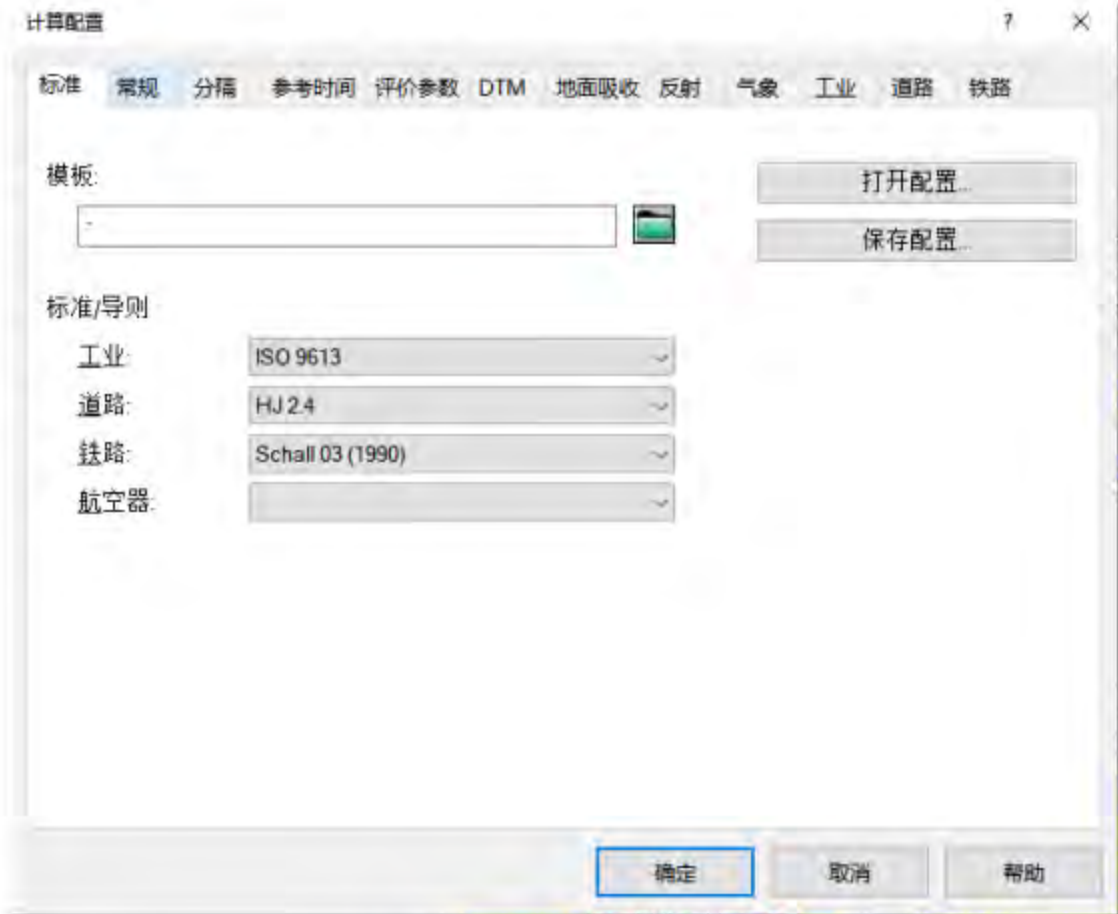 计算配置 ?
标准 常规 分隔 参考时间 评价参数 DTM 地面吸收 反射 气象 工业 道路 铁路
模板:
打开配置...
-
保存配置...
标准/导则
工业: ISO 9613
道路: HJ 2.4
铁路: Schall 03 (1990)
航空器:
确定 取消 帮助